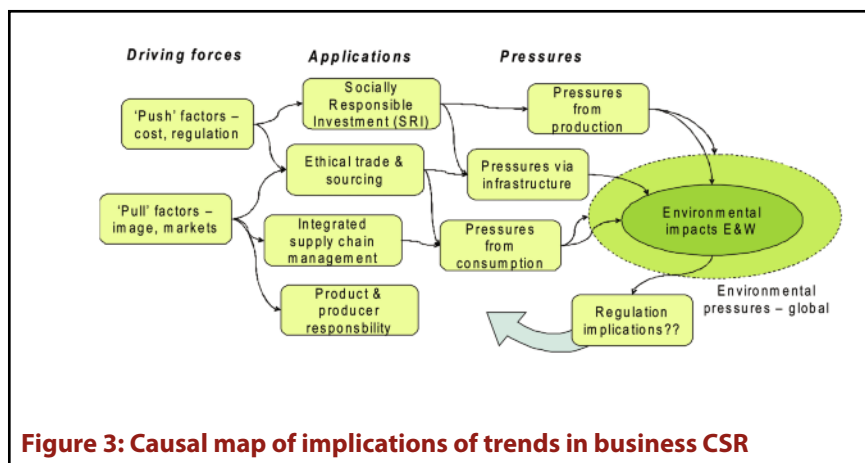 Driving forces
Applications
Pressures
'Push' factors –
cost, regulation
'Pull' factors –
image, markets
Socially
Responsible
Investment (SRI)
Ethical trade &
sourcing
Integrated
supply chain
management
Product &
producer
responsbility
Pressures
from
production
Pressures via
infrastructure
Pressures
from
consumption
Environmental
impacts E&W
Environmental
pressures – global
Regulation
implications??
Figure 3: Causal map of implications of trends in business CSR